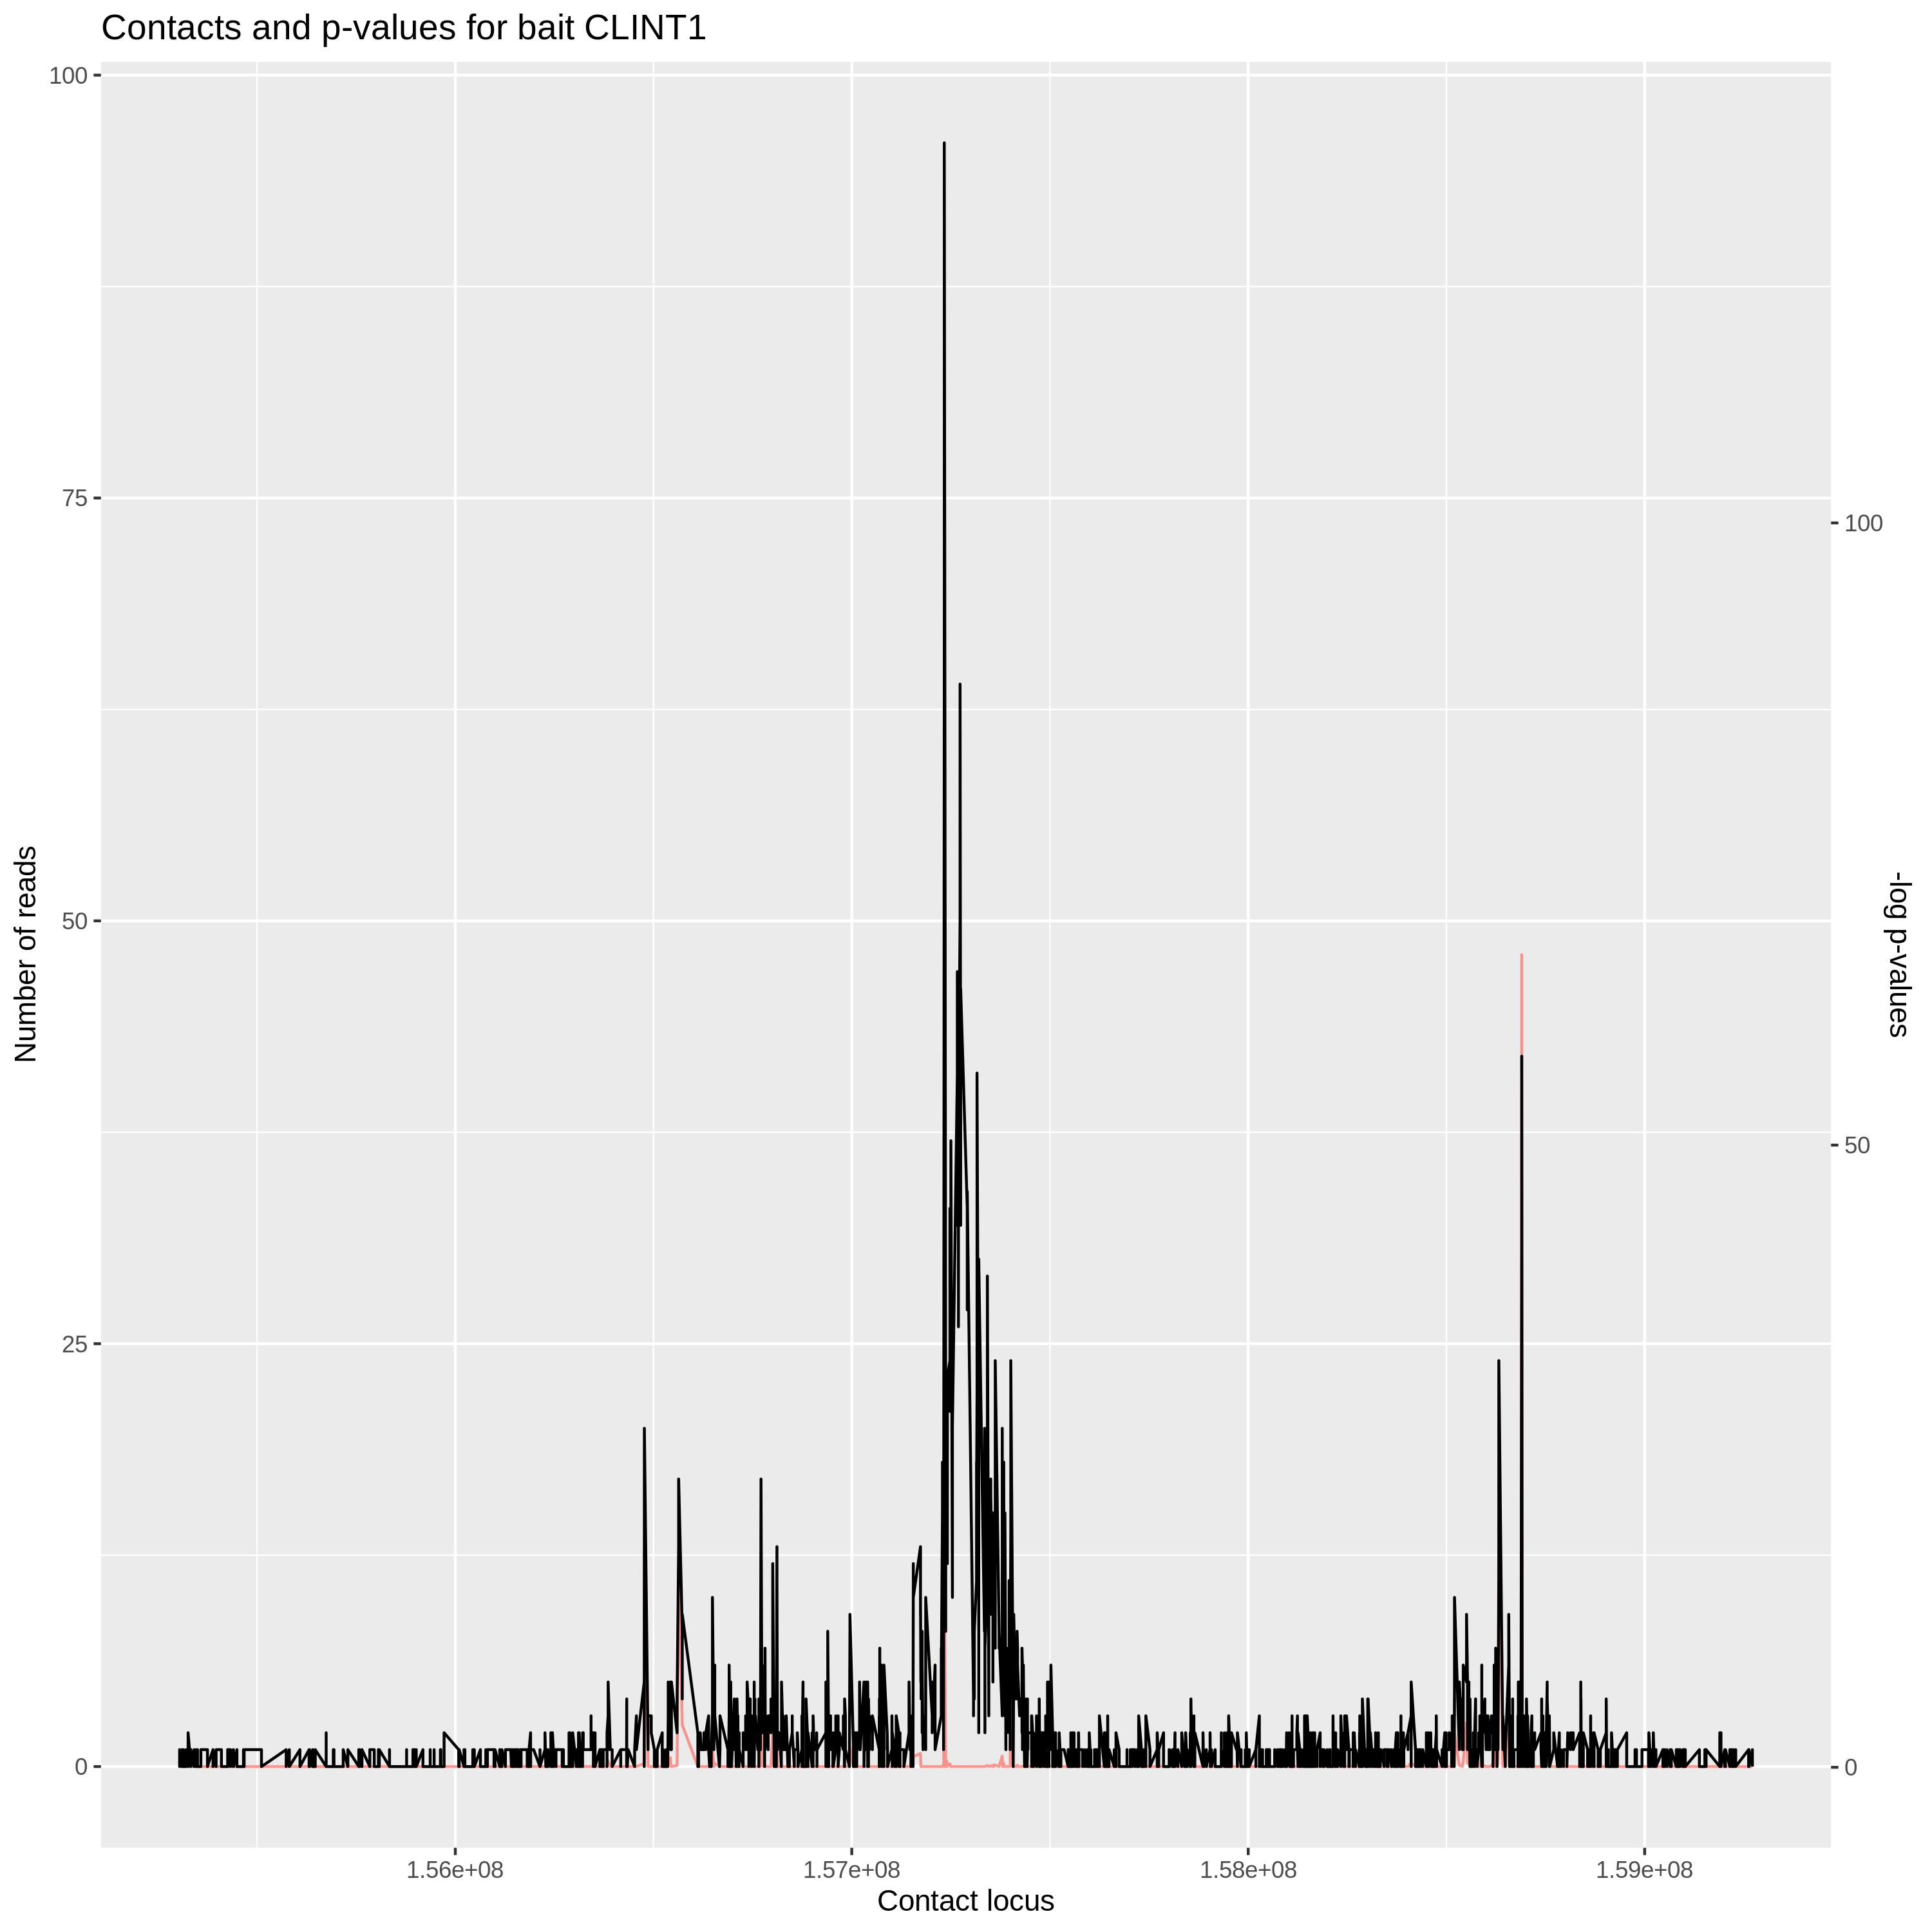 Contacts and p-values for bait CLINT1
100
75
50
25
0
Number of reads
100
50
0
-log p-values
1.56e+08
1.57e+08
1.58e+08
1.59e+08
Contact locus